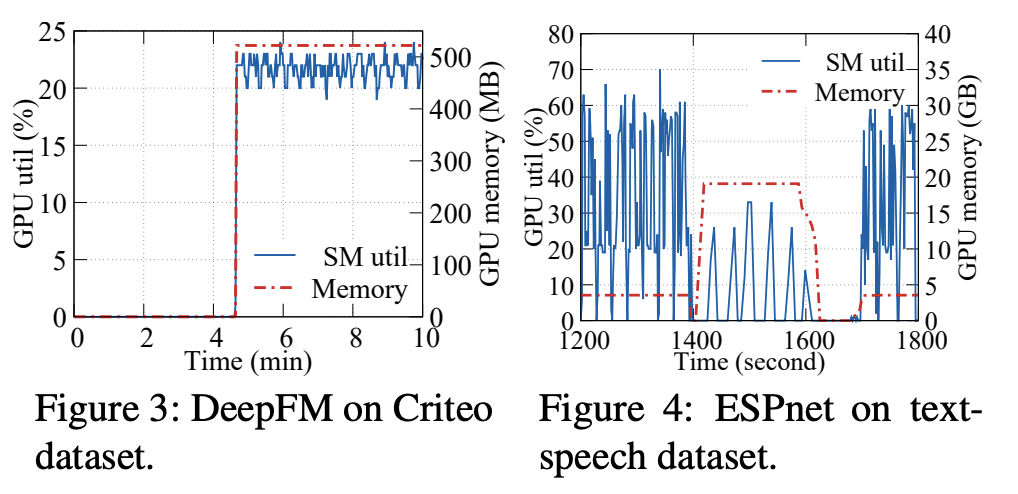 25
20
15
10
5
0
GPU util (%)
500
400
300
200
100
0
GPU memory (MB)
SM util
Memory
0 2 4 6 8 10
Time (min)
80
70
60
50
40
30
20
10
0
GPU util (%)
40
35
30
25
20
15
10
5
0
GPU memory (GB)
SM util
Memory
1200 1400 1600 1800
Time (second)
Figure 3: DeepFM on Criteo
dataset.
Figure 4: ESPnet on text-
speech dataset.